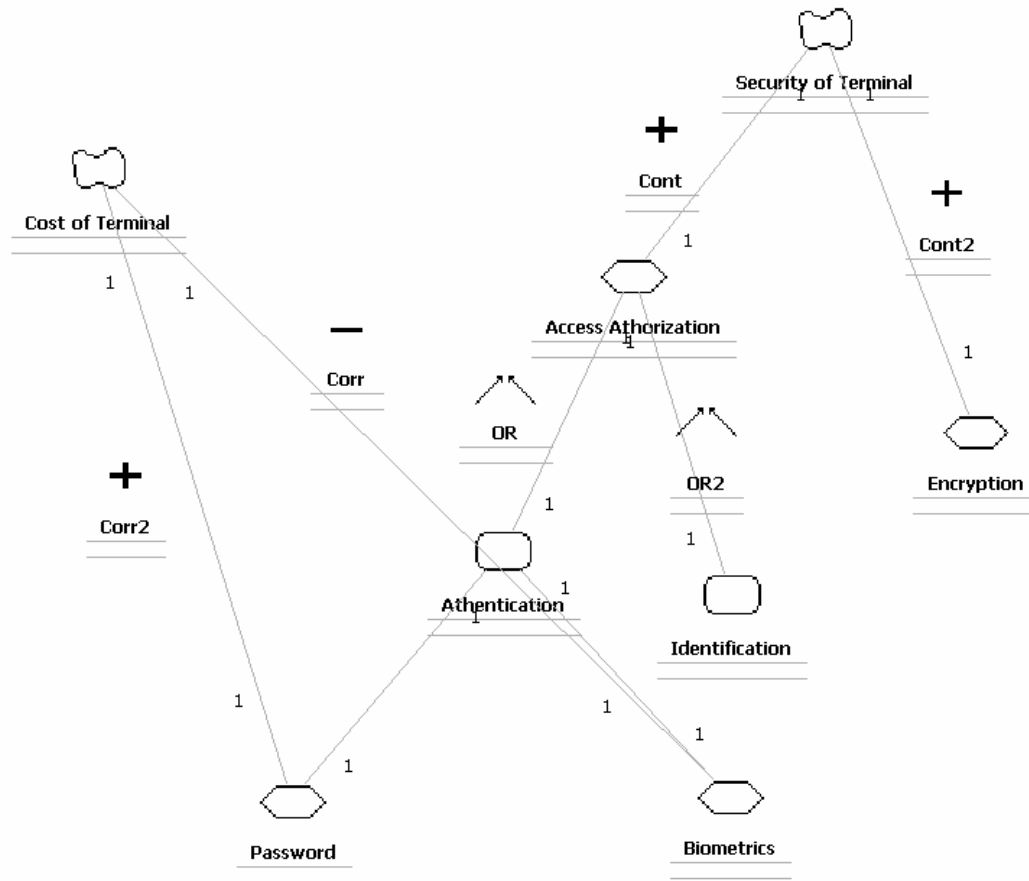 Security of Terminal
1 1
+
Cont
+
Cost of Terminal
Cont2
1
1 1
−
Access Athorization
1
1
Corr
OR
+
OR2
Encryption
Corr2
1
1
1
Athentication
1
Identification
1
1
1
1
Password
Biometrics